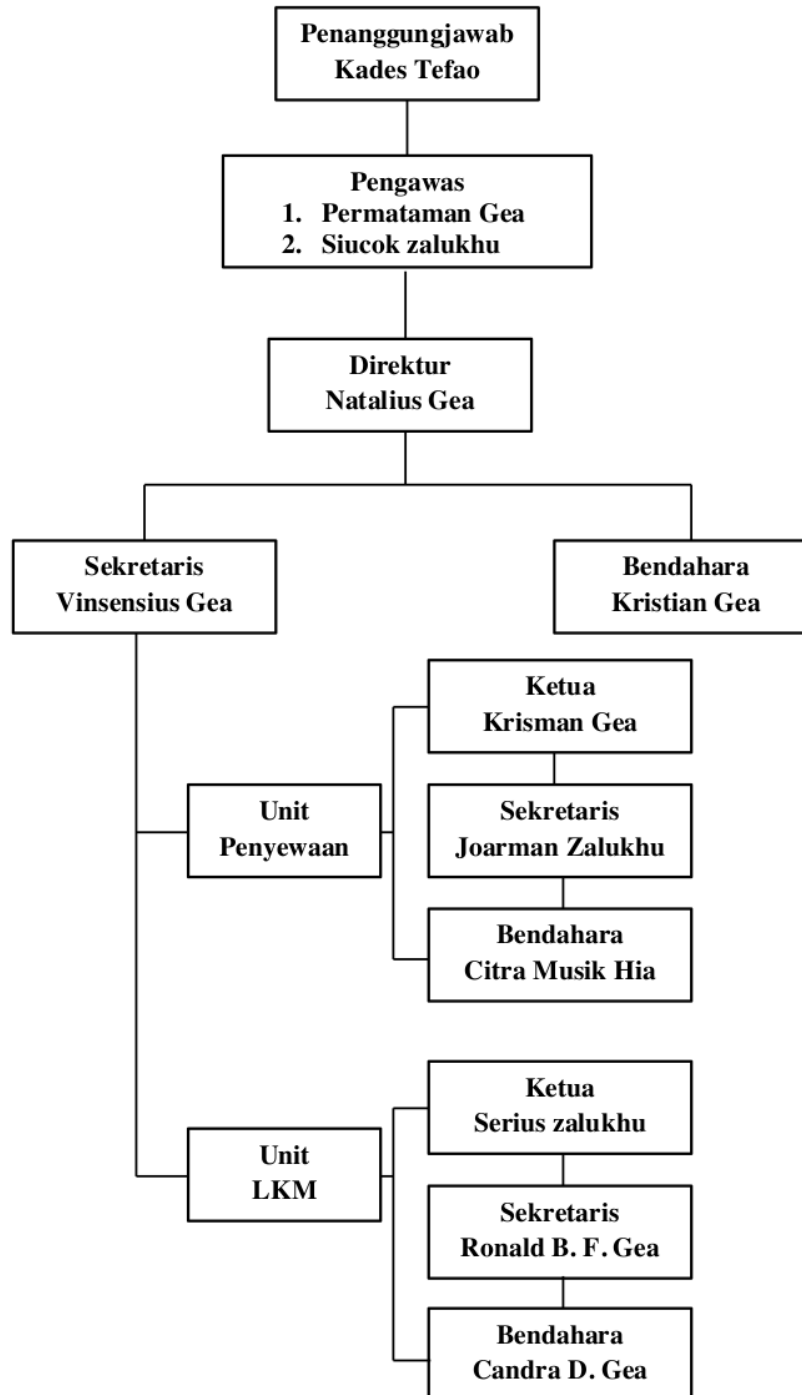 Penanggungjawab
Kades Tefao
Pengawas
1. Permataman Gea
2. Siucok zalukhu
Direktur
Natalius Gea
Sekretaris
Vinsensius Gea
Bendahara
Kristian Gea
Ketua
Krisman Gea
Unit
Penyewaan
Sekretaris
Joarman Zalukhu
Bendahara
Citra Musik Hia
Ketua
Serius zalukhu
Unit
LKM
Sekretaris
Ronald B. F. Gea
Bendahara
Candra D. Gea